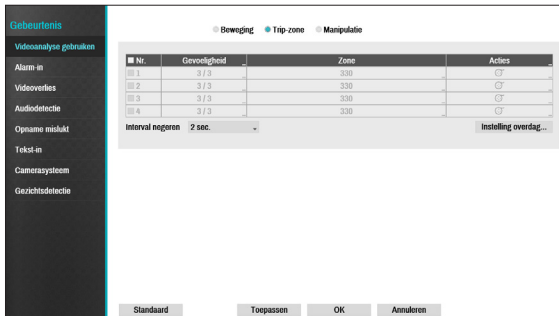 Gebeurtenis
Videoanalyse gebruiken
Alarm-in
Videoverlies
Audiodetectie
Opname mislukt
Tekst-in
Camerasysteem
Gezichtsdetectie
Beweging Trip-zone Manipulatie
Nr. Gevoeligheid Zone Acties
1 3 / 3 330
2 3 / 3 330
3 3 / 3 330
4 3 / 3 330
Interval negeren 2 sec. Instelling overdag...
Standaard Toepassen OK Annuleren